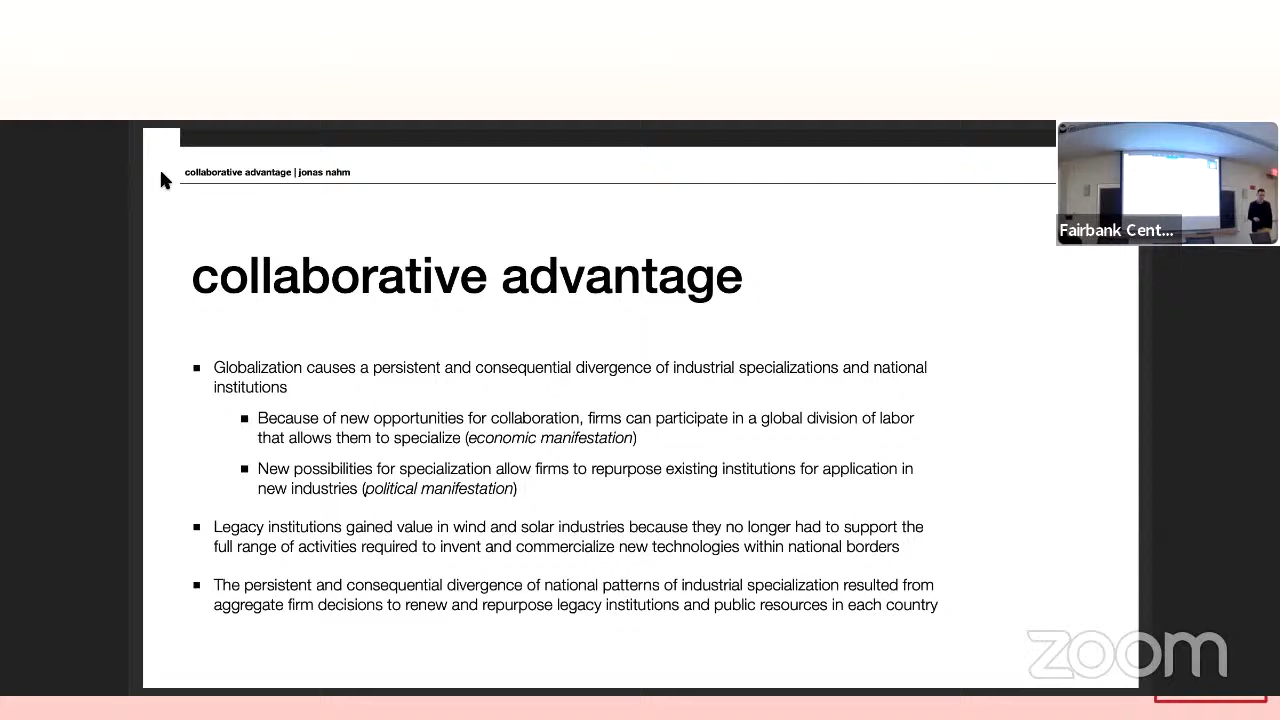 collaborative advantage | jonas nahm
Fairbank Cent...
collaborative advantage
▪ Globalization causes a persistent and consequential divergence of industrial specializations and national
institutions
▪ Because of new opportunities for collaboration, firms can participate in a global division of labor
that allows them to specialize (economic manifestation)
▪ New possibilities for specialization allow firms to repurpose existing institutions for application in
new industries (political manifestation)
▪ Legacy institutions gained value in wind and solar industries because they no longer had to support the
full range of activities required to invent and commercialize new technologies within national borders
▪ The persistent and consequential divergence of national patterns of industrial specialization resulted from
aggregate firm decisions to renew and repurpose legacy institutions and public resources in each country
zoom